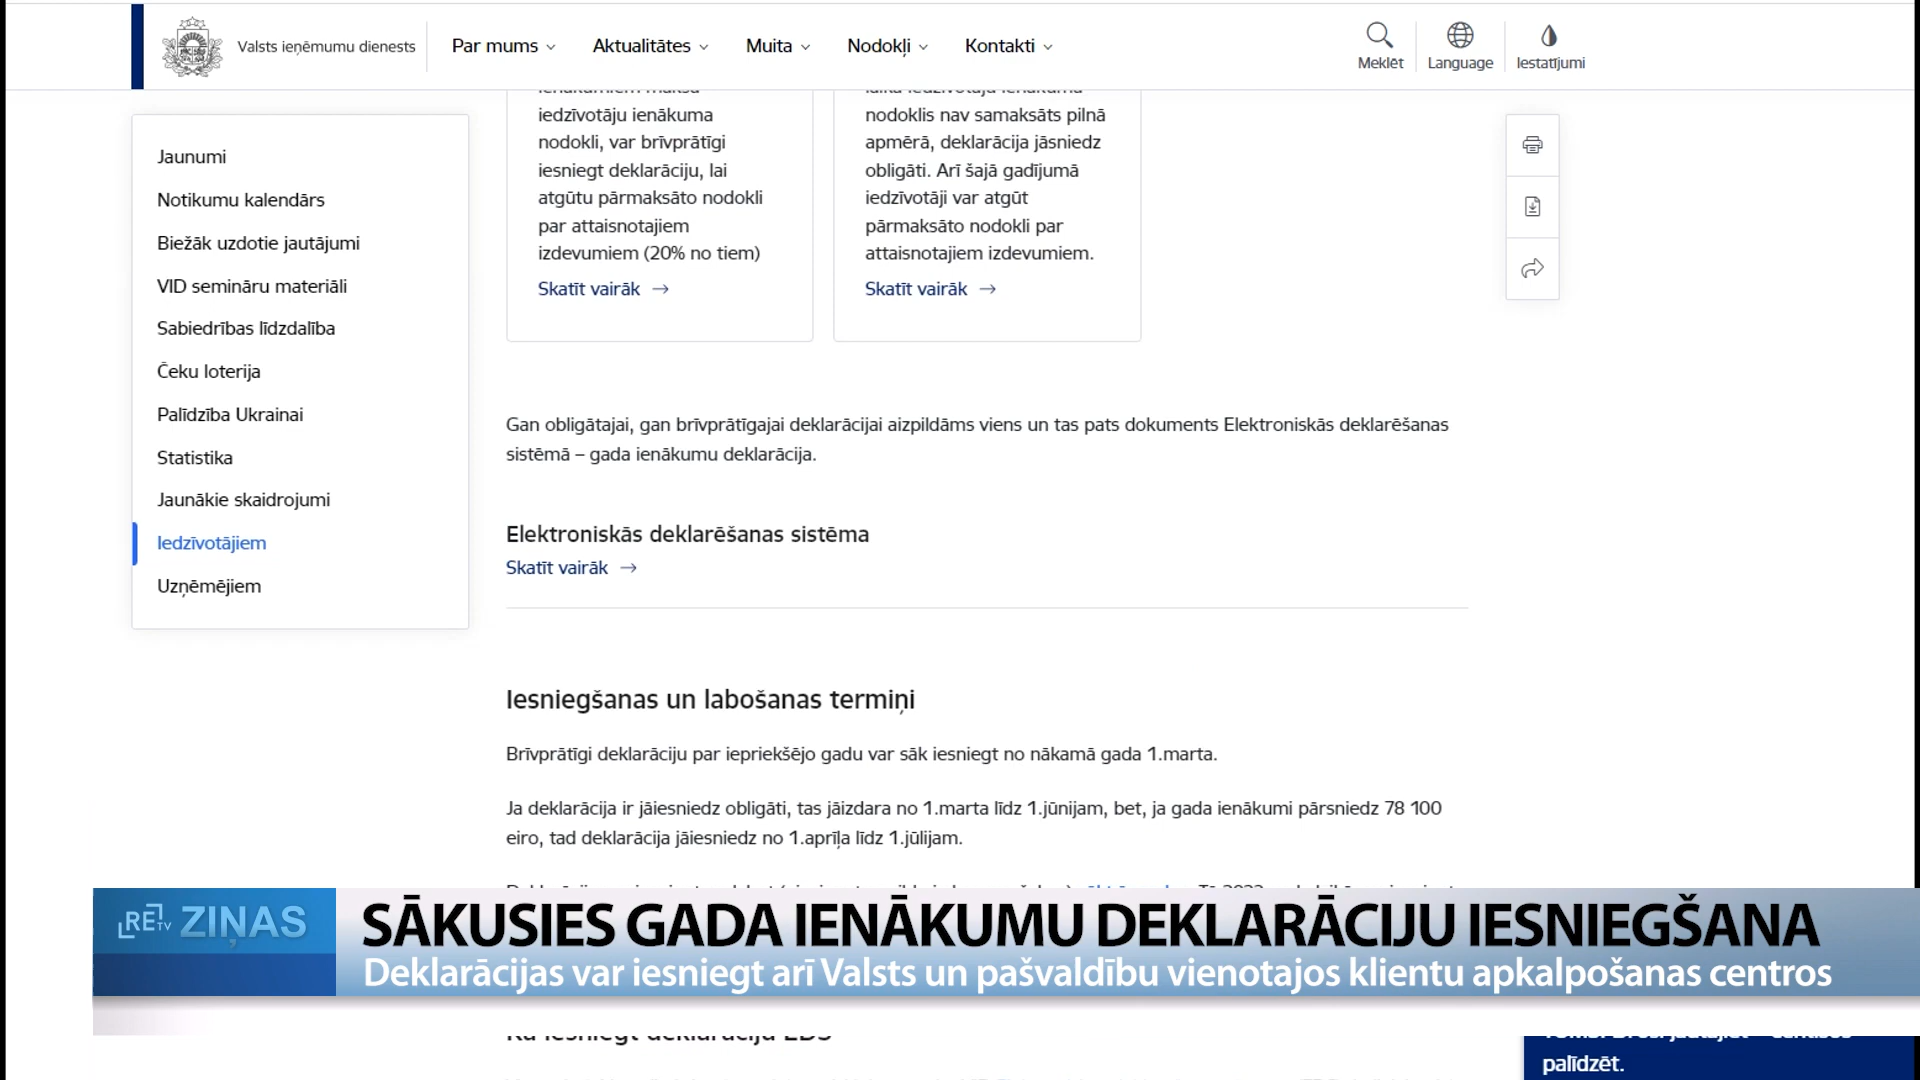 Valsts ieņēmumu dienests
Par mums
Aktualitātes
Muita
Nodokļi
Kontakti
Meklēt
Language
Iestatījumi
Jaunumi
Notikumu kalendārs
Biežāk uzdotie jautājumi
VID semināru materiāli
Sabiedrības līdzdalība
Čeku loterija
Palīdzība Ukrainai
Statistika
Jaunākie skaidrojumi
Iedzīvotājiem
Uzņēmējiem
iedzīvotāju ienākuma
nodokli, var brīvprātīgi
iesniegt deklarāciju, lai
atgūtu pārmaksāto nodokli
par attaisnotajiem
izdevumiem (20% no tiem)
Skatīt vairāk
nodoklis nav samaksāts pilnā
apmērā, deklarācija jāsniedz
obligāti. Arī šajā gadījumā
iedzīvotāji var atgūt
pārmaksāto nodokli par
attaisnotajiem izdevumiem.
Skatīt vairāk
Gan obligātajai, gan brīvprātīgajai deklarācijai aizpildāms viens un tas pats dokuments Elektroniskās deklarēšanas
sistēmā – gada ienākumu deklarācija.
Elektroniskās deklarēšanas sistēma
Skatīt vairāk
Iesniegšanas un labošanas termiņi
Brīvprātīgi deklarāciju par iepriekšējo gadu var sāk iesniegt no nākamā gada 1.marta.
Ja deklarācija ir jāiesniedz obligāti, tas jāizdara no 1.marta līdz 1.jūnijam, bet, ja gada ienākumi pārsniedz 78 100
eiro, tad deklarācija jāiesniedz no 1.aprīļa līdz 1.jūlijam.
RE TV ZIŅAS
SĀKUSIES GADA IENĀKUMU DEKLARĀCIJU IESNIEGŠANA
Deklarācijas var iesniegt arī Valsts un pašvaldību vienotajos klientu apkalpošanas centros
palīdzēt.